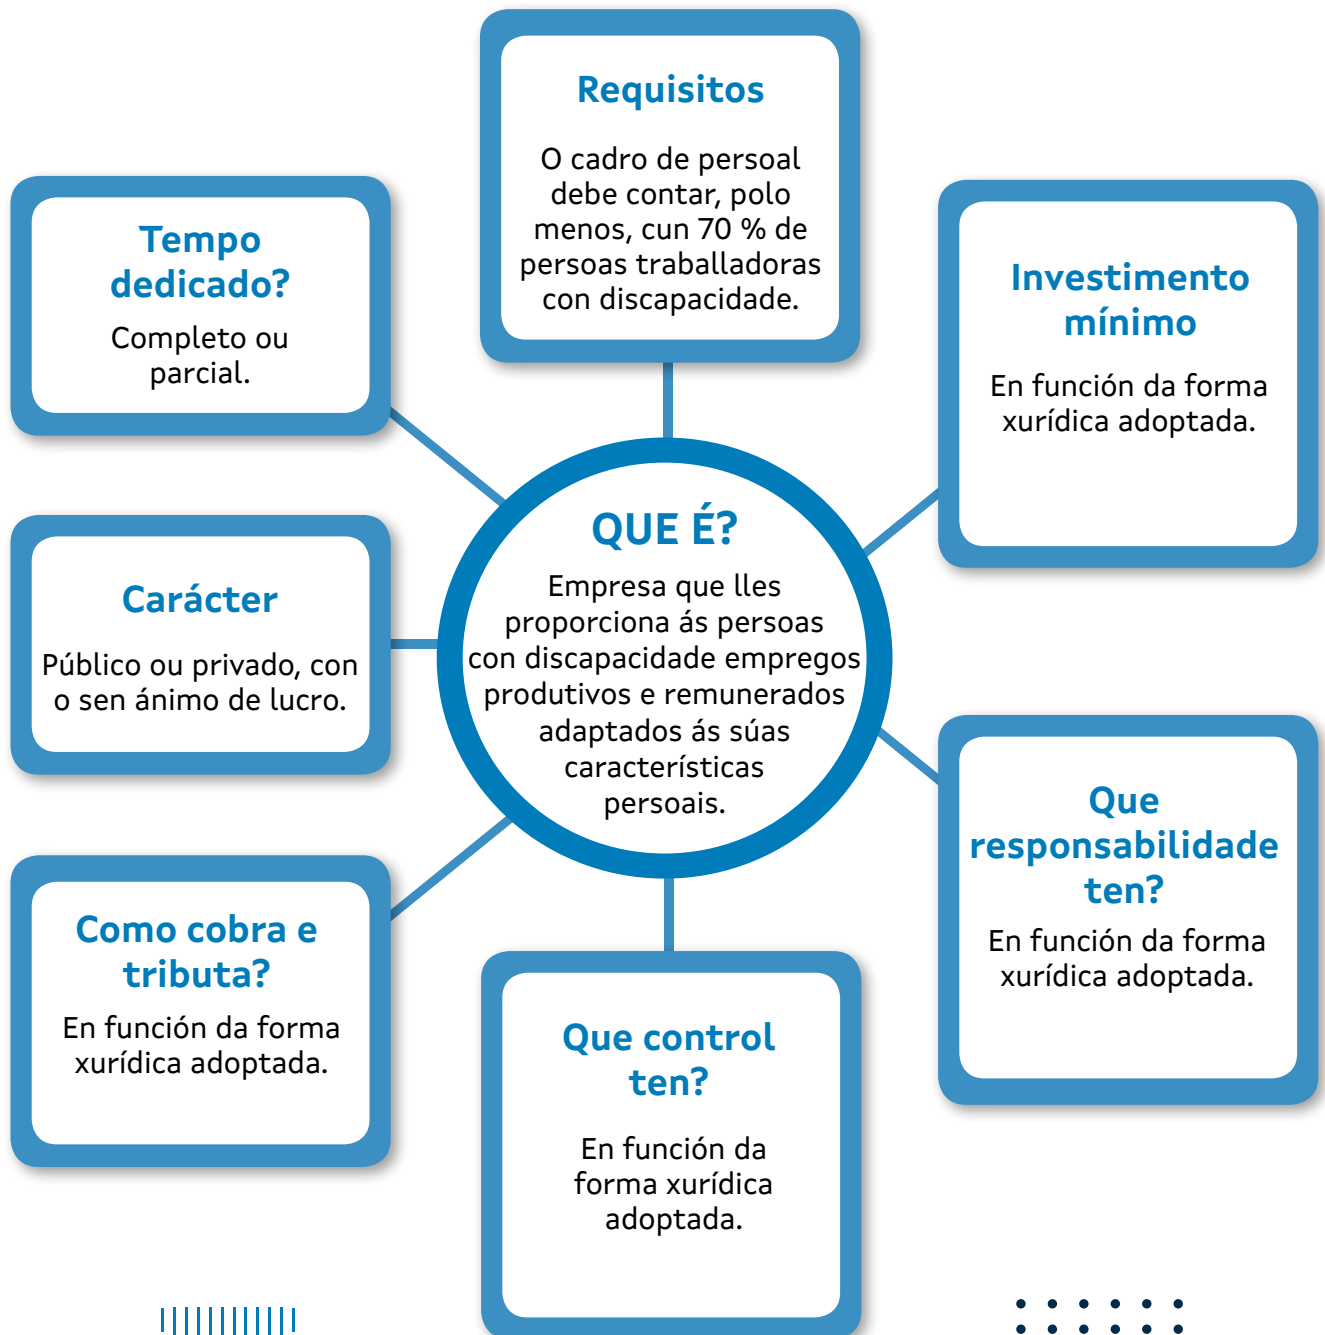 Requisitos
O cadro de persoal
debe contar, polo
menos, cun 70 % de
persoas traballadoras
con discapacidade.
Tempo
dedicado?
Completo ou
parcial.
Investimento
mínimo
En función da forma
xurídica adoptada.
QUE É?
Empresa que lles
proporciona ás persoas
con discapacidade empregos
produtivos e remunerados
adaptados ás súas
características
persoais.
Carácter
Público ou privado, con
o sen ánimo de lucro.
Que
responsabilidade
ten?
En función da forma
xurídica adoptada.
Como cobra e
tributa?
En función da forma
xurídica adoptada.
Que control
ten?
En función da
forma xurídica
adoptada.